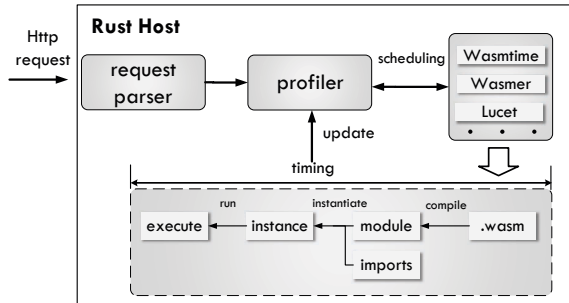 Rust Host
Http
request
request
parser
profiler
scheduling
Wasmtime
Wasmer
Lucet
• • •
update
timing
execute
run
instance
instantiate
module
compile
.wasm
imports